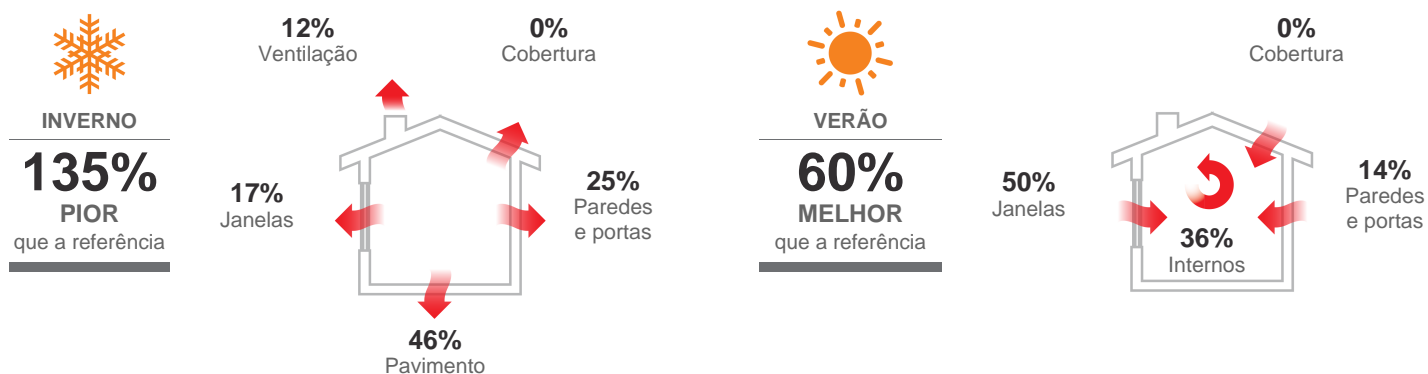 INVERNO
135%
PIOR
que a referência
12%
Ventilação
0%
Cobertura
17%
Janelas
25%
Paredes
e portas
46%
Pavimento
VERÃO
60%
MELHOR
que a referência
0%
Cobertura
50%
Janelas
14%
Paredes
e portas
36%
Internos